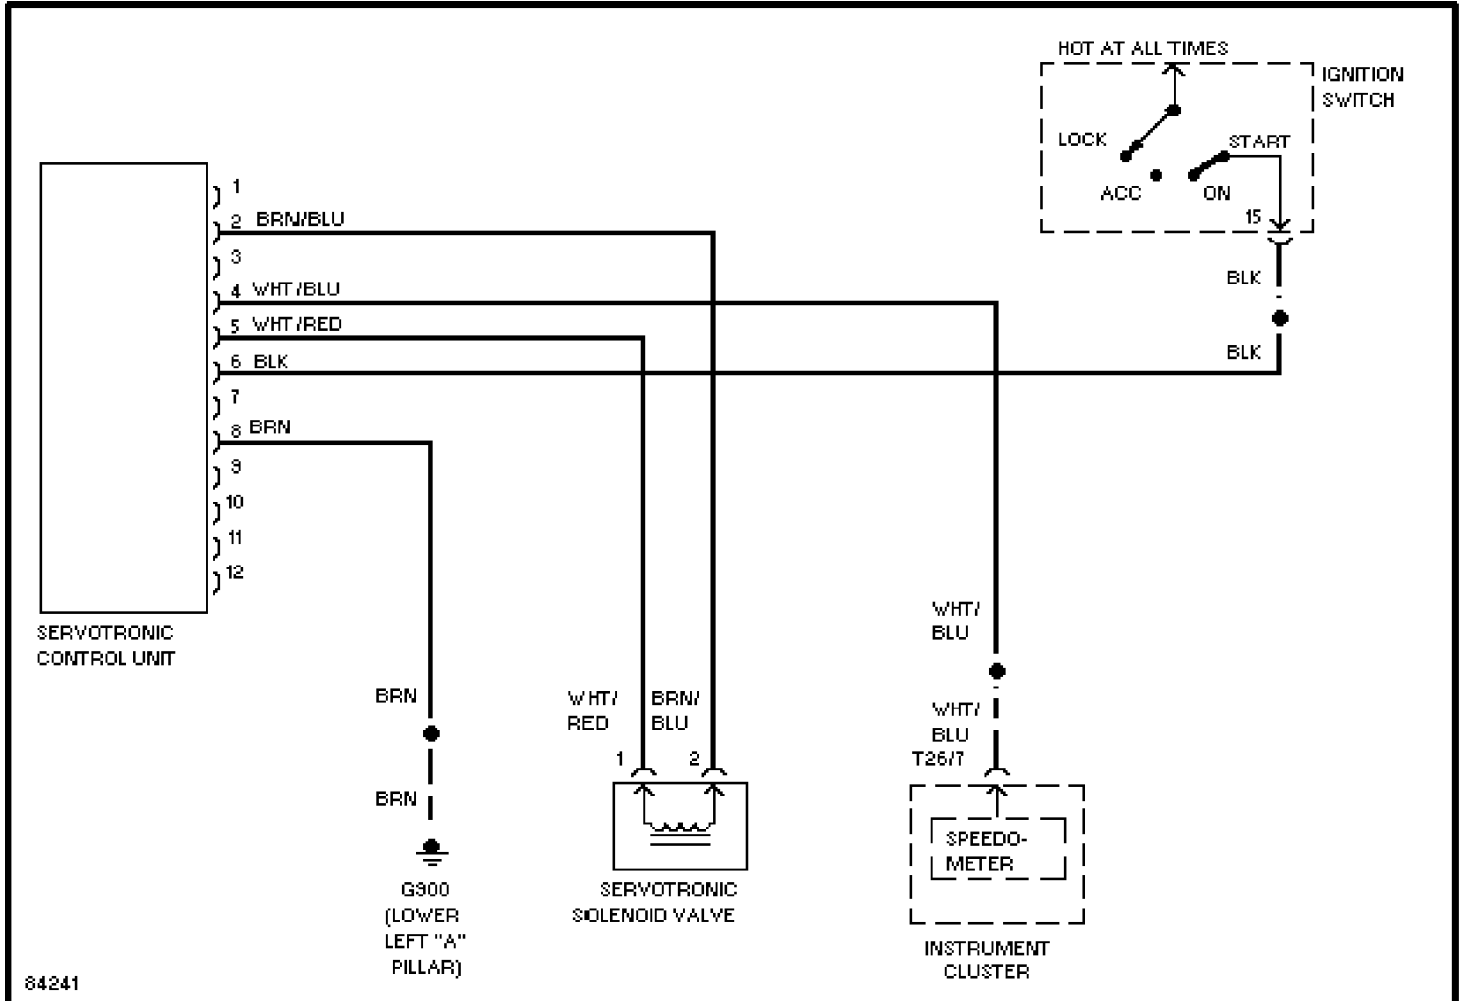 HOT AT ALL TIMES
IGNITION
SWITCH
LOCK
START
ACC
ON
15
BLK
BLK
1
2 BRN/BLU
3
4 WHT/BLU
5 WHT/RED
6 BLK
7
8 BRN
9
10
11
12
SERVOTRONIC
CONTROL UNIT
BRN
BRN
G900
(LOWER
LEFT "A"
PILLAR)
WHT/
RED
BRN/
BLU
1
2
SERVOTRONIC
SOLENOID VALVE
WHT/
BLU
WHT/
BLU
T26/7
SPEEDO-
METER
INSTRUMENT
CLUSTER
84241